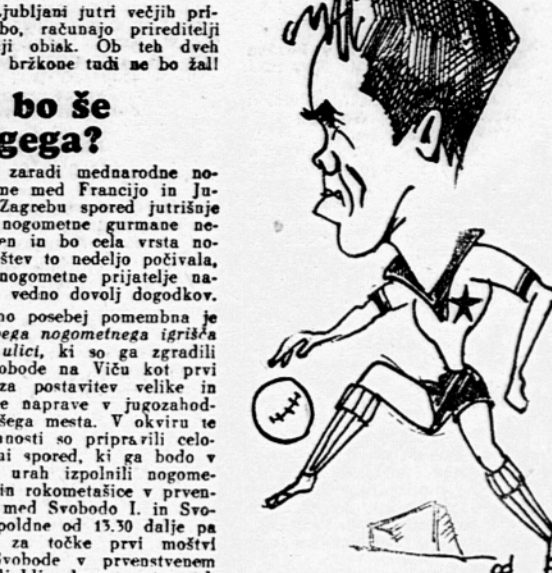 jubljani jutri večjih pri-
bo, računajo prireditelji
ji obisk. Ob teh dveh
bržkone tudi ne bo žal!
bo še
gega?
zaradi mednarodne no-
ne med Francijo in Ju-
Zagrebu spored jutrišnje
nogometne gurmane ne-
en in bo cela vrsta no-
štev to nedeljo počivala,
nogometne prijatelje na-
vedno dovolj dogodkov.
no posebej pomembna je
ega nogometnega igrišča
ulici, ki so ga zgradili
obode na Viču kot prvi
za postavitev velike in
e naprave v jugozahod-
šega mesta. V okviru te
nosti so pripravili celo-
ni spored, ki ga bodo v
urah izpolnili nogome-
in rokometašice v prven-
med Svobodo I. in Svo-
poldne od 13.30 dalje pa
za točke prvi moštvi
Svobode v prvenstvenem